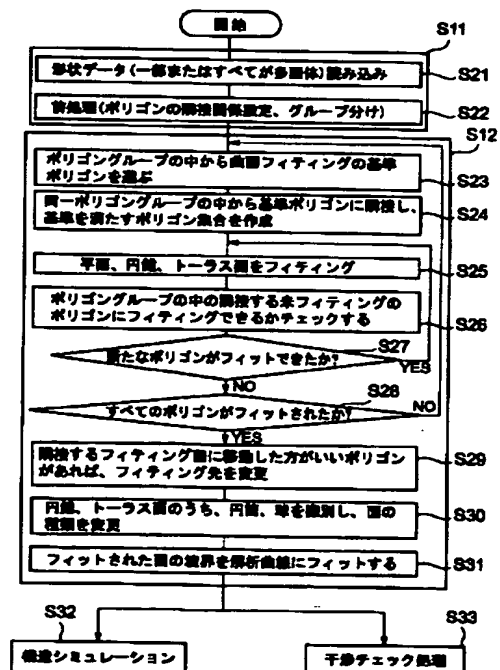 開始
S11
形状データ(一部またはすべてが多面体)読み込み
S21
前処理(ポリゴンの隣接関係設定、グループ分け)
S22
S12
ポリゴングループの中から曲面フィティングの基準
ポリゴンを選ぶ
S23
同一ポリゴングループの中から基準ポリゴンに隣接し、
基準を満たすポリゴン集合を作成
S24
平面、円錐、トーラス面をフィティング
S25
ポリゴングループの中の隣接する未フィティングの
ポリゴンにフィティングできるかチェックする
S26
新たなポリゴンがフィットできたか?
S27
YES
NO
すべてのポリゴンがフィットされたか?
S28
NO
YES
隣接するフィティング面に移動した方がいいポリゴン
があれば、フィティング先を変更
S29
円錐、トーラス面のうち、円筒、球を識別し、面の
種類を変更
S30
フィットされた面の境界を解析曲線にフィットする
S31
S32
構造シミュレーション
S33
干渉チェック処理